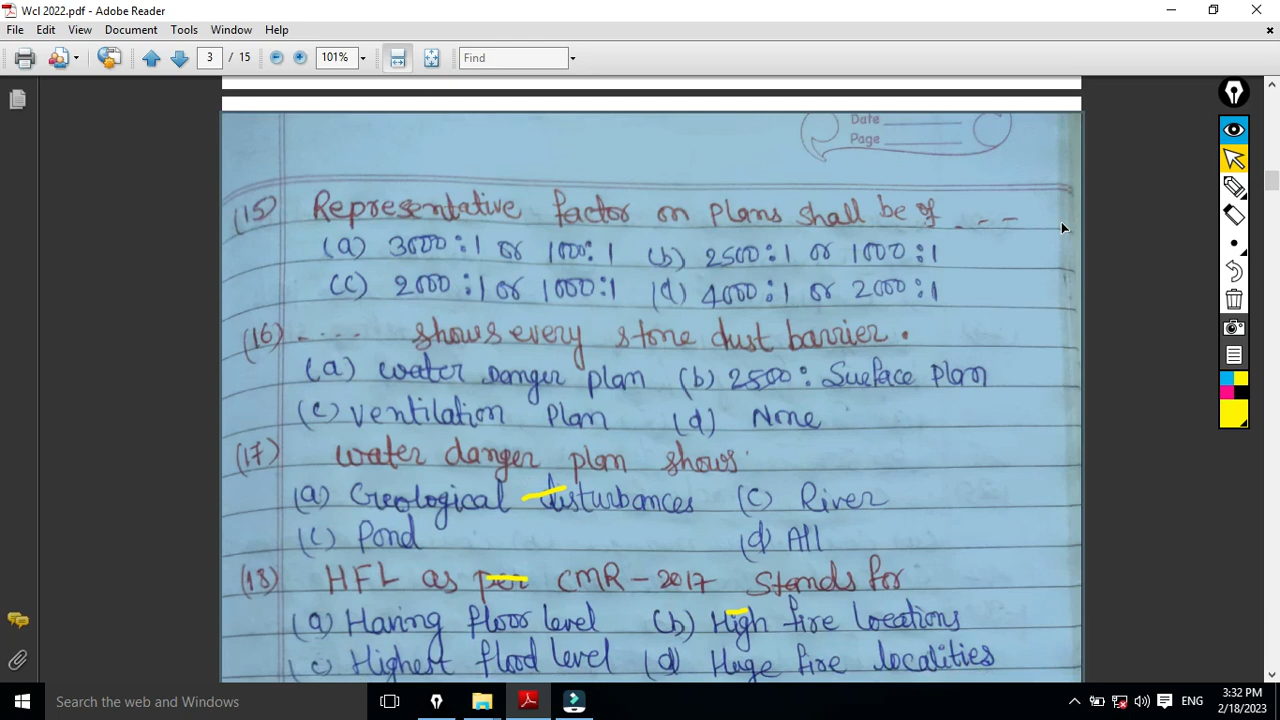 Wcl 2022.pdf - Adobe Reader
File Edit View Document Tools Window Help
3 / 15 101% Find
Date
Page
(15) Representative factor on plans shall be of ---
(a) 3000:1 or 1000:1 (b) 2500:1 or 1000:1
(c) 2000:1 or 1000:1 (d) 4000:1 or 2000:1
(16) .... shows every stone dust barrier.
(a) water danger plan (b) 2500: Surface plan
(c) ventilation plan (d) None
(17) water danger plan shows
(a) Geological disturbances (c) River
(c) Pond (d) All
(18) HFL as per CMR-2017 Stands for
(a) Having floor level (b) High fire locations
(c) Highest flood level (d) Huge fire localities
Search the web and Windows
ENG
3:32 PM
2/18/2023